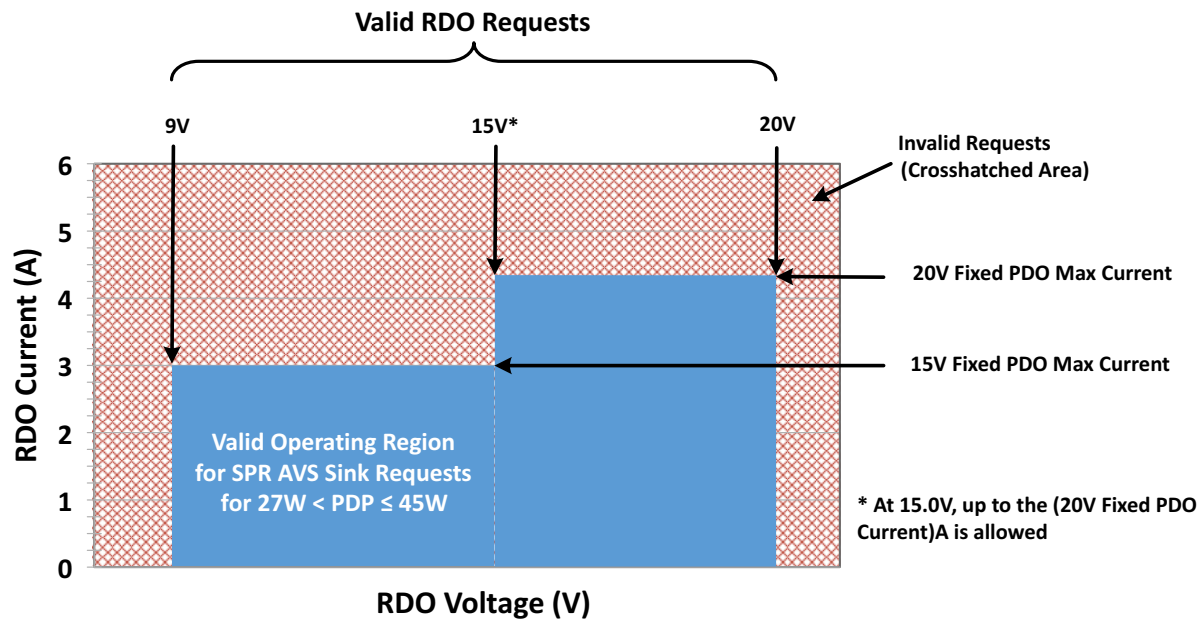 Valid RDO Requests
9V
15V*
20V
Invalid Requests
(Crosshatched Area)
6
5
4
3
2
1
0
RDO Current (A)
20V Fixed PDO Max Current
15V Fixed PDO Max Current
Valid Operating Region
for SPR AVS Sink Requests
for 27W < PDP ≤ 45W
* At 15.0V, up to the (20V Fixed PDO
Current)A is allowed
RDO Voltage (V)